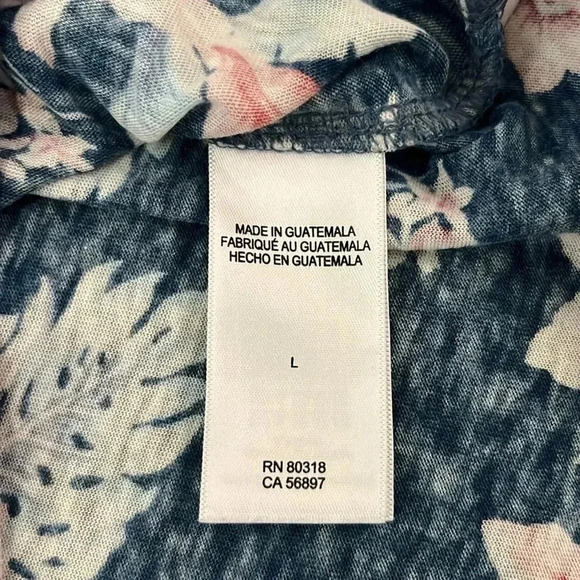 MADE IN GUATEMALA
FABRIQUÉ AU GUATEMALA
HECHO EN GUATEMALA
L
RN 80318
CA 56897